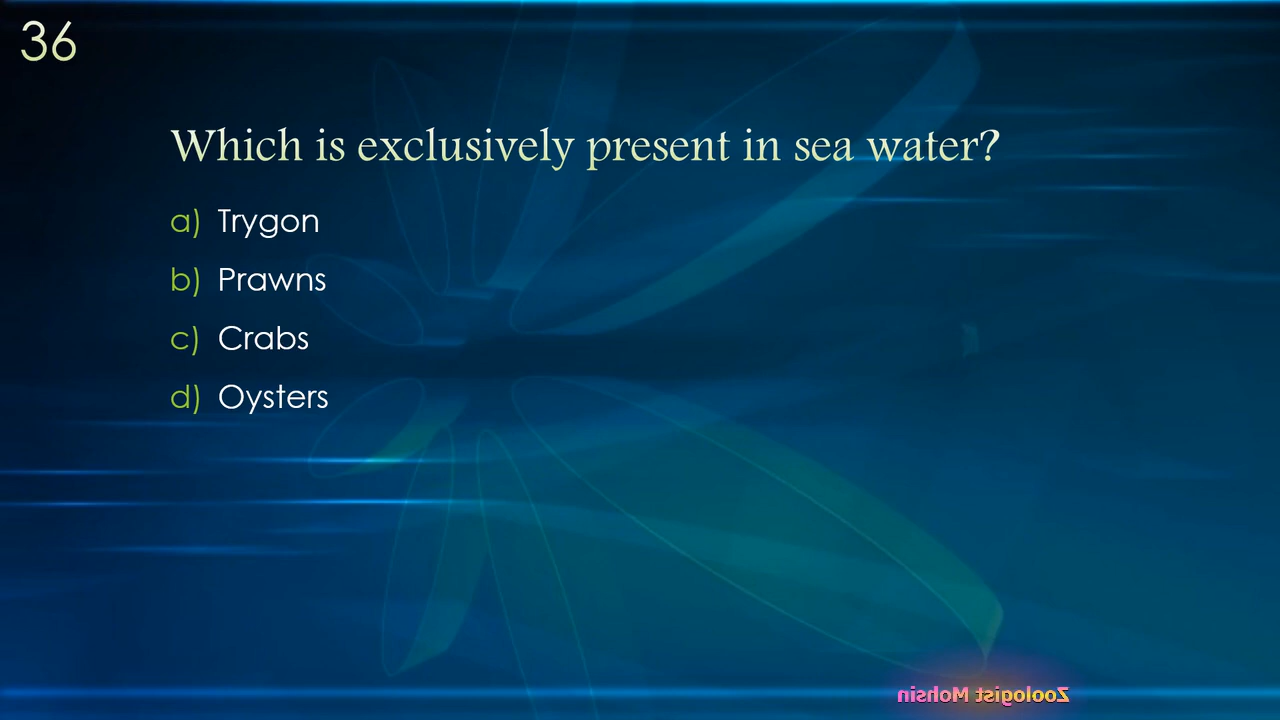 36
Which is exclusively present in sea water?
a) Trygon
b) Prawns
c) Crabs
d) Oysters
Zoologist Mohsin